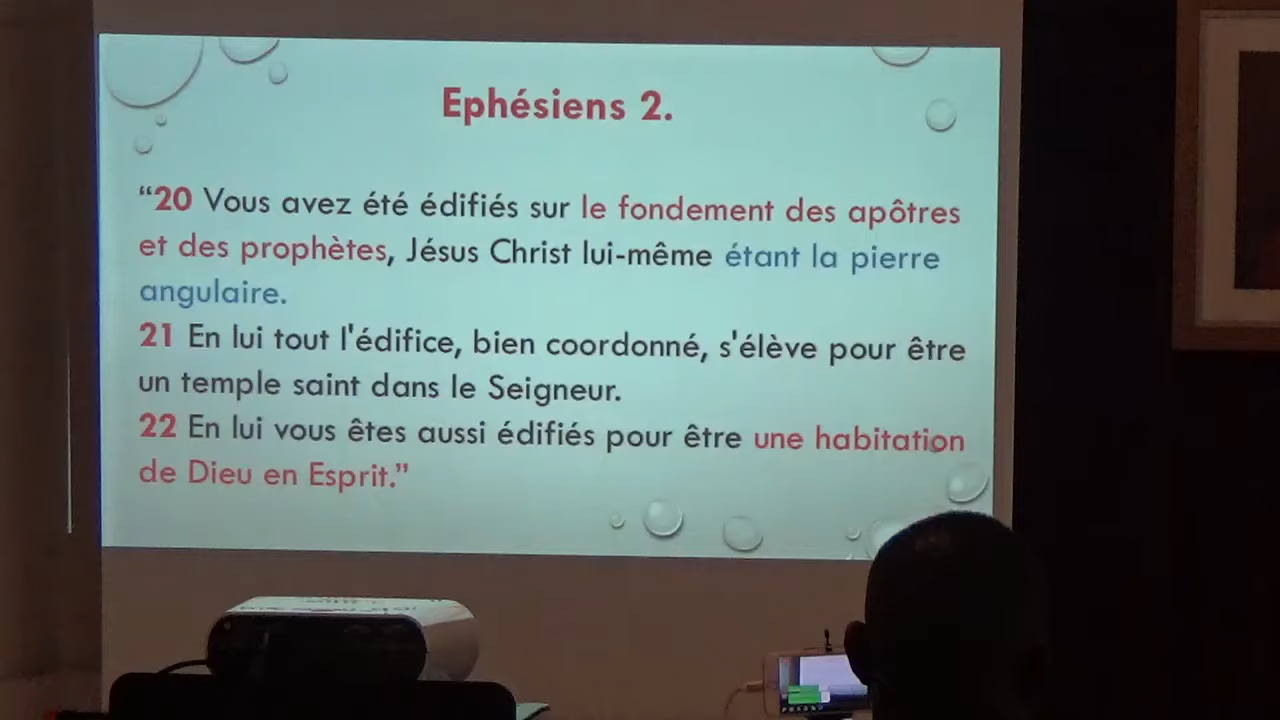 Ephésiens 2.
“20 Vous avez été édifiés sur le fondement des apôtres
et des prophètes, Jésus Christ lui-même étant la pierre
angulaire.
21 En lui tout l'édifice, bien coordonné, s'élève pour être
un temple saint dans le Seigneur.
22 En lui vous êtes aussi édifiés pour être une habitation
de Dieu en Esprit.”